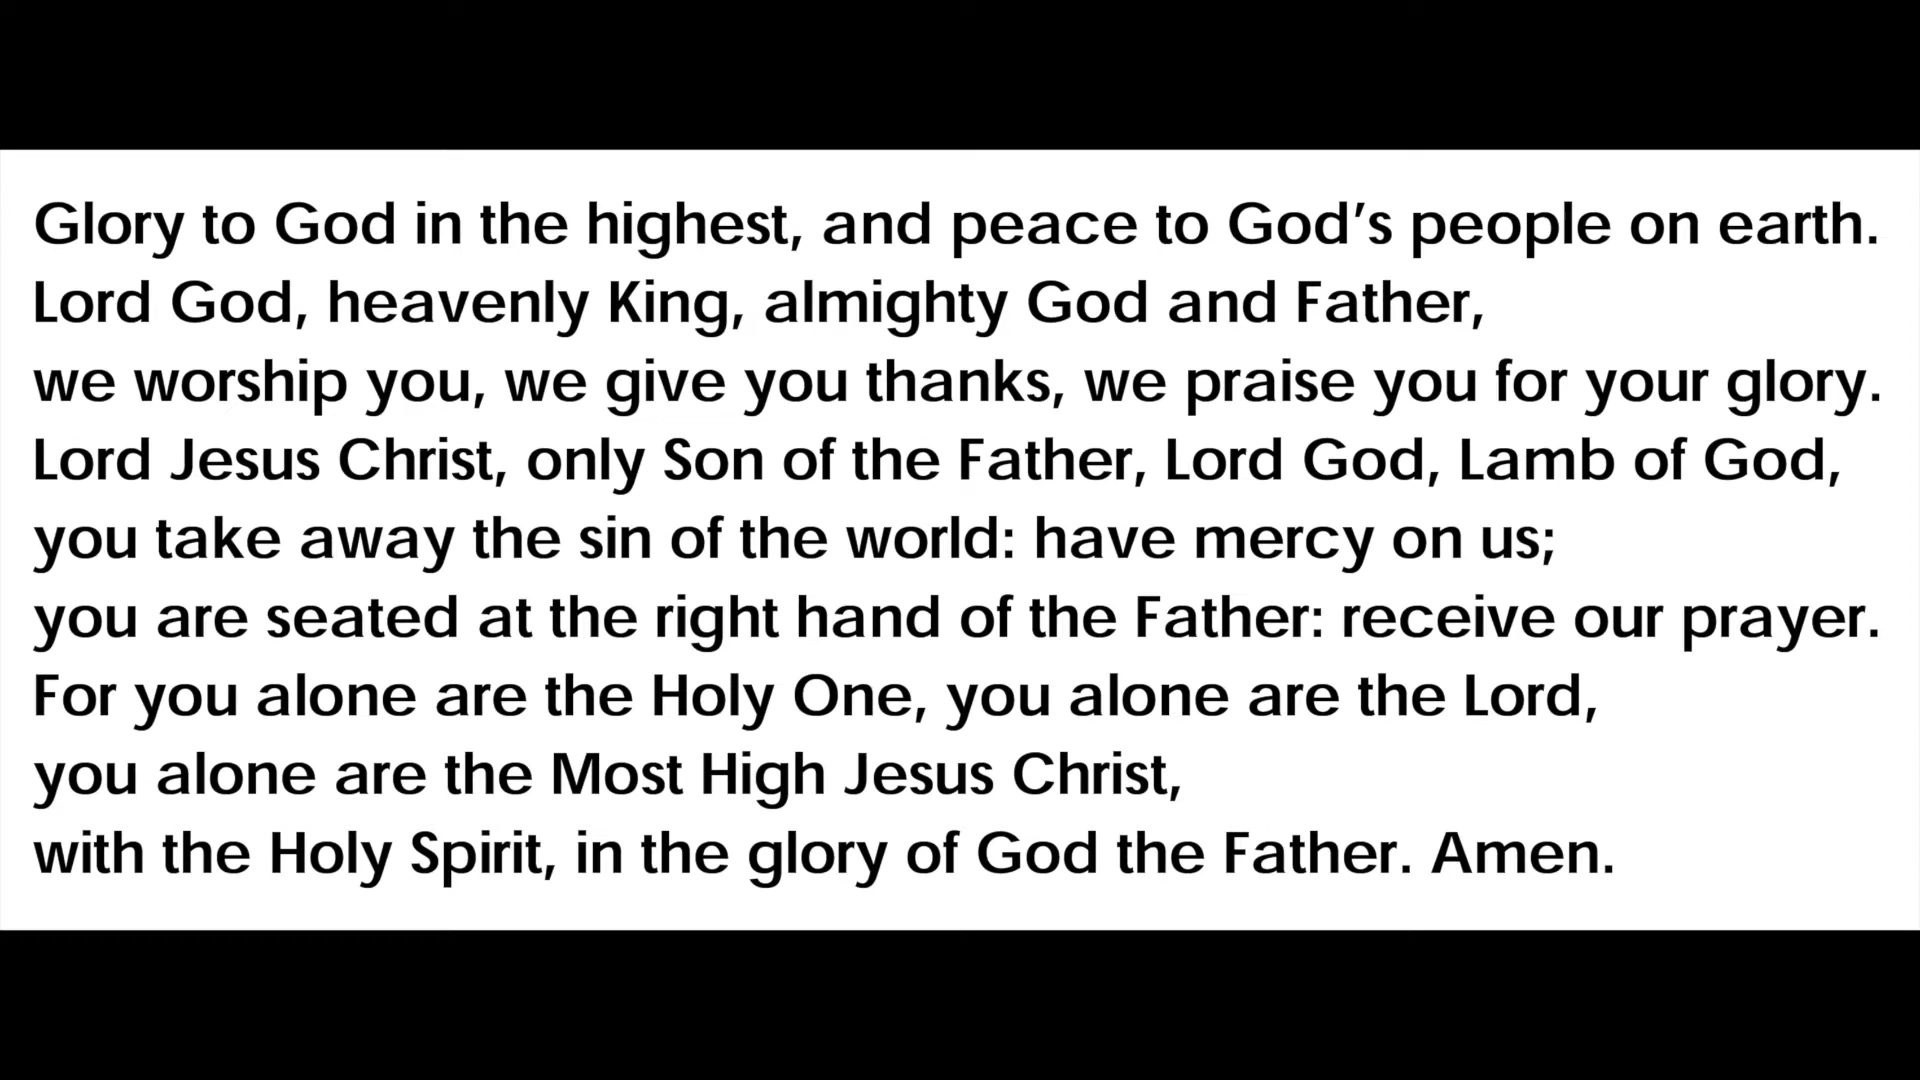 Glory to God in the highest, and peace to God’s people on earth.
Lord God, heavenly King, almighty God and Father,
we worship you, we give you thanks, we praise you for your glory.
Lord Jesus Christ, only Son of the Father, Lord God, Lamb of God,
you take away the sin of the world: have mercy on us;
you are seated at the right hand of the Father: receive our prayer.
For you alone are the Holy One, you alone are the Lord,
you alone are the Most High Jesus Christ,
with the Holy Spirit, in the glory of God the Father. Amen.